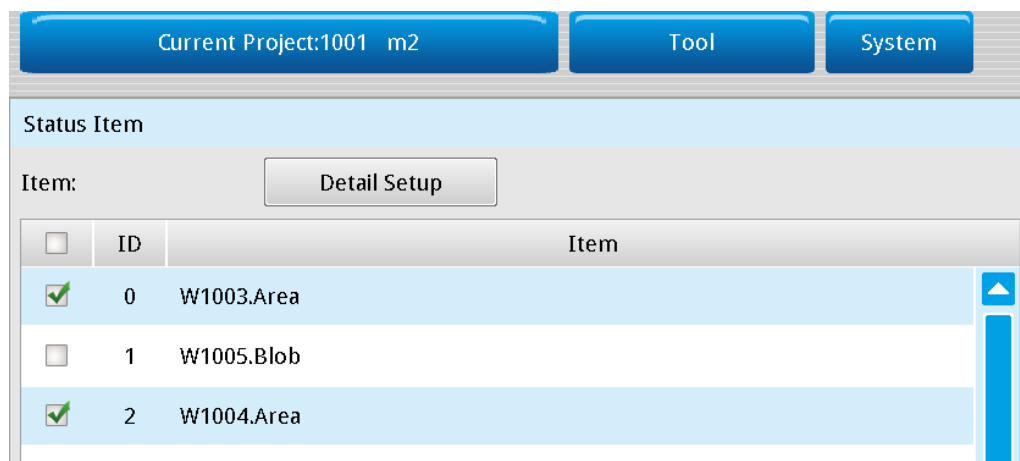 Current Project:1001 m2 Tool System
Status Item
Item: Detail Setup
ID Item
0 W1003.Area
1 W1005.Blob
2 W1004.Area